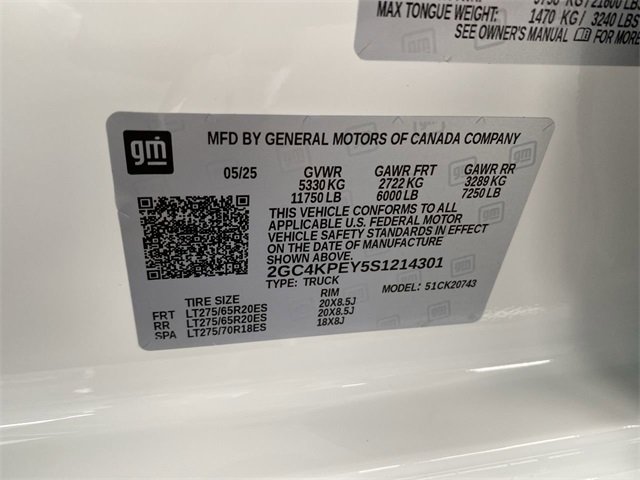 MAX TONGUE WEIGHT: 1470 KG / 3240 LBS
SEE OWNER'S MANUAL FOR MORE
gm
MFD BY GENERAL MOTORS OF CANADA COMPANY
05/25 GVWR GAWR FRT GAWR RR
5330 KG 2722 KG 3289 KG
11750 LB 6000 LB 7250 LB
THIS VEHICLE CONFORMS TO ALL
APPLICABLE U.S. FEDERAL MOTOR
VEHICLE SAFETY STANDARDS IN EFFECT
ON THE DATE OF MANUFACTURE
SHOWN ABOVE.
2GC4KPEY5S1214301
TYPE: TRUCK MODEL: 51CK20743
TIRE SIZE RIM
FRT LT275/65R20ES 20X8.5J
RR LT275/65R20ES 20X8.5J
SPA LT275/70R18ES 18X8J